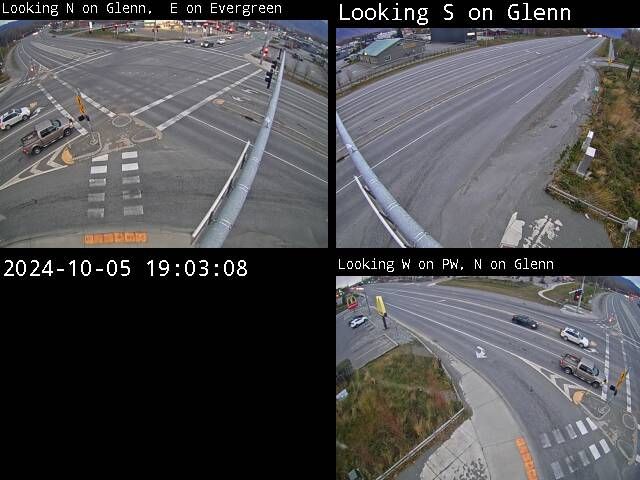 Looking N on Glenn,  E on Evergreen
Looking S on Glenn
2024-10-05 19:03:08
Looking W on PW, N on Glenn